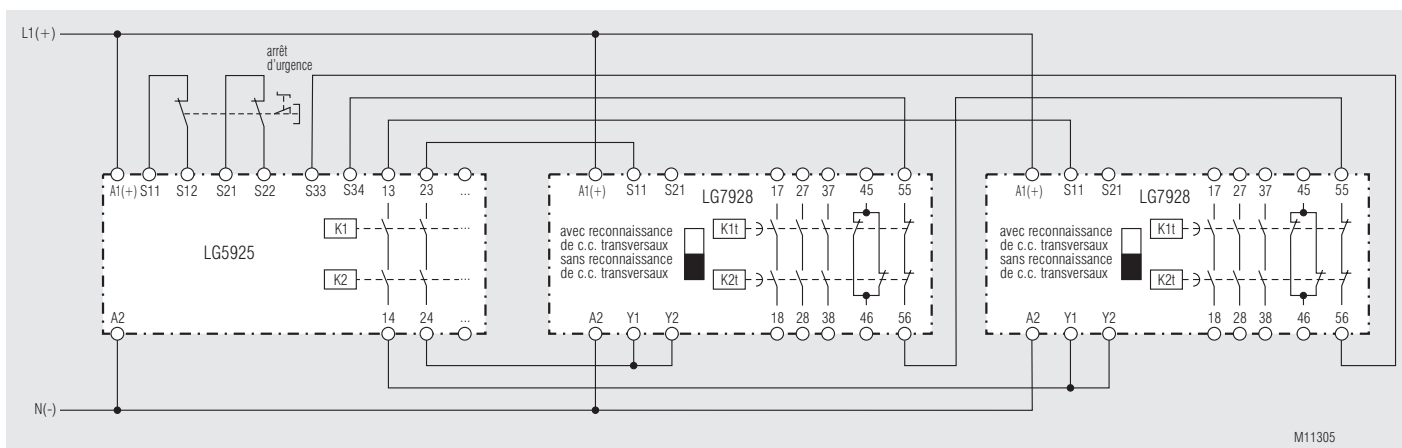 L1(+)
arrêt
d'urgence
A1(+) S11 S12 S21 S22 S33 S34 13 23 ...
LG5925
K1
K2
A2 14 24 ...
A1(+) S11 S21 17 27 37 45 55
LG7928
avec reconnaissance
de c.c. transversaux
sans reconnaissance
de c.c. transversaux
K1t
K2t
A2 Y1 Y2 18 28 38 46 56
A1(+) S11 S21 17 27 37 45 55
LG7928
avec reconnaissance
de c.c. transversaux
sans reconnaissance
de c.c. transversaux
K1t
K2t
A2 Y1 Y2 18 28 38 46 56
N(-)
M11305